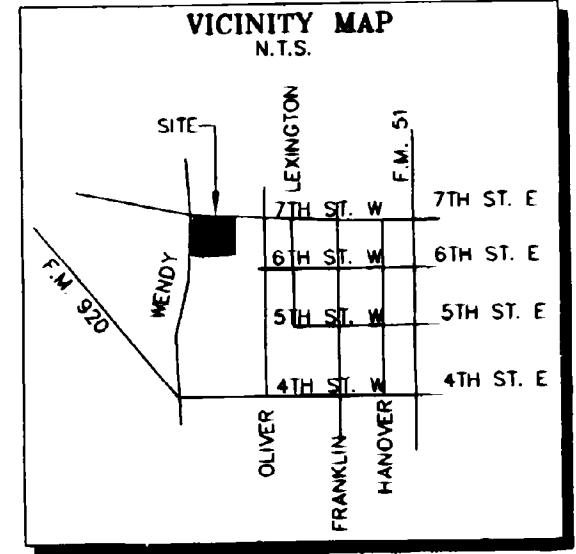 VICINITY MAP
N.T.S.
SITE
LEXINGTON
F.M. 51
7TH ST. W
7TH ST. E
6TH ST. W
6TH ST. E
F.M. 920
WENDY
5TH ST. W
5TH ST. E
4TH ST. W
4TH ST. E
OLIVER
FRANKLIN
HANOVER